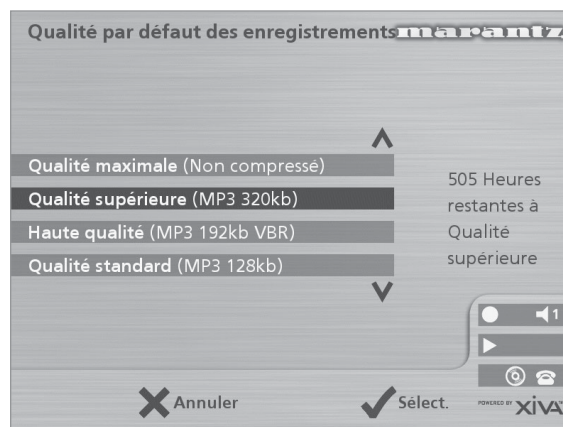 Qualité par défaut des enregistrements marantz
Qualité maximale (Non compressé)
Qualité supérieure (MP3 320kb)
Haute qualité (MP3 192kb VBR)
Qualité standard (MP3 128kb)
505 Heures
restantes à
Qualité
supérieure
1
Annuler
Sélect.
POWERED BY XiVA